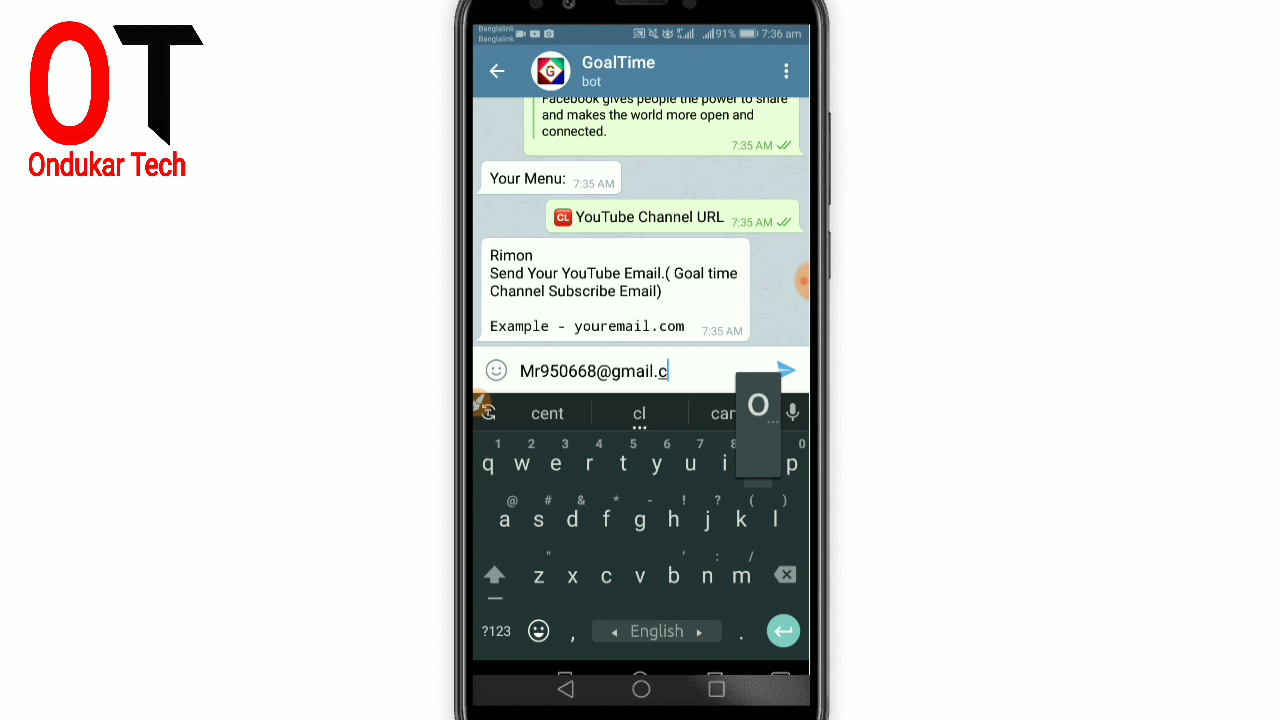 OT
Ondukar Tech
Banglalink
Banglalink
91% 7:36 am
G
GoalTime
bot
Facebook gives people the power to share
and makes the world more open and
connected.
7:35 AM
Your Menu: 7:35 AM
CL YouTube Channel URL 7:35 AM
Rimon
Send Your YouTube Email.( Goal time
Channel Subscribe Email)
Example - youremail.com 7:35 AM
Mr950668@gmail.c
cent cl can
O
1 2 3 4 5 6 7 8 0
q w e r t y u i p
@ # & * - ! ? ( )
a s d f g h j k l
" ' : /
z x c v b n m
?123 , English .